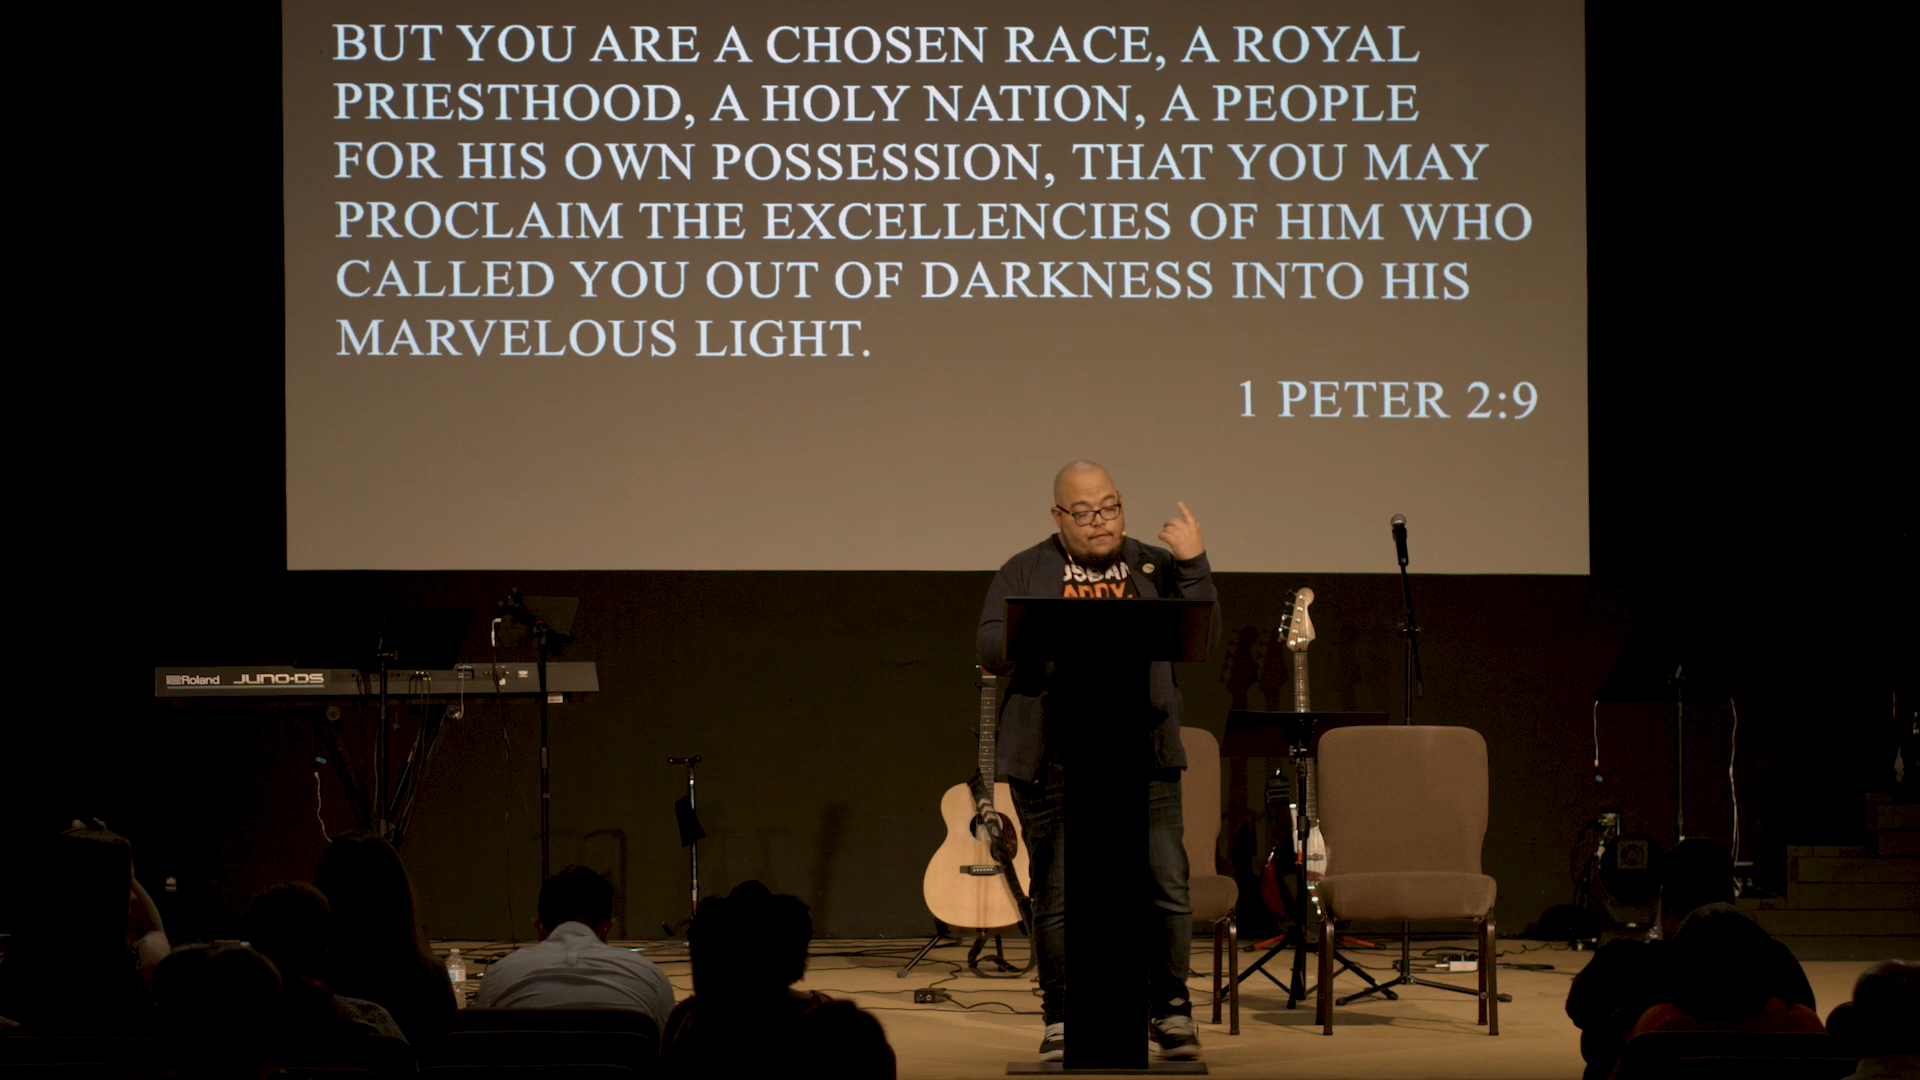 BUT YOU ARE A CHOSEN RACE, A ROYAL
PRIESTHOOD, A HOLY NATION, A PEOPLE
FOR HIS OWN POSSESSION, THAT YOU MAY
PROCLAIM THE EXCELLENCIES OF HIM WHO
CALLED YOU OUT OF DARKNESS INTO HIS
MARVELOUS LIGHT.
1 PETER 2:9
Roland JUNO-DS